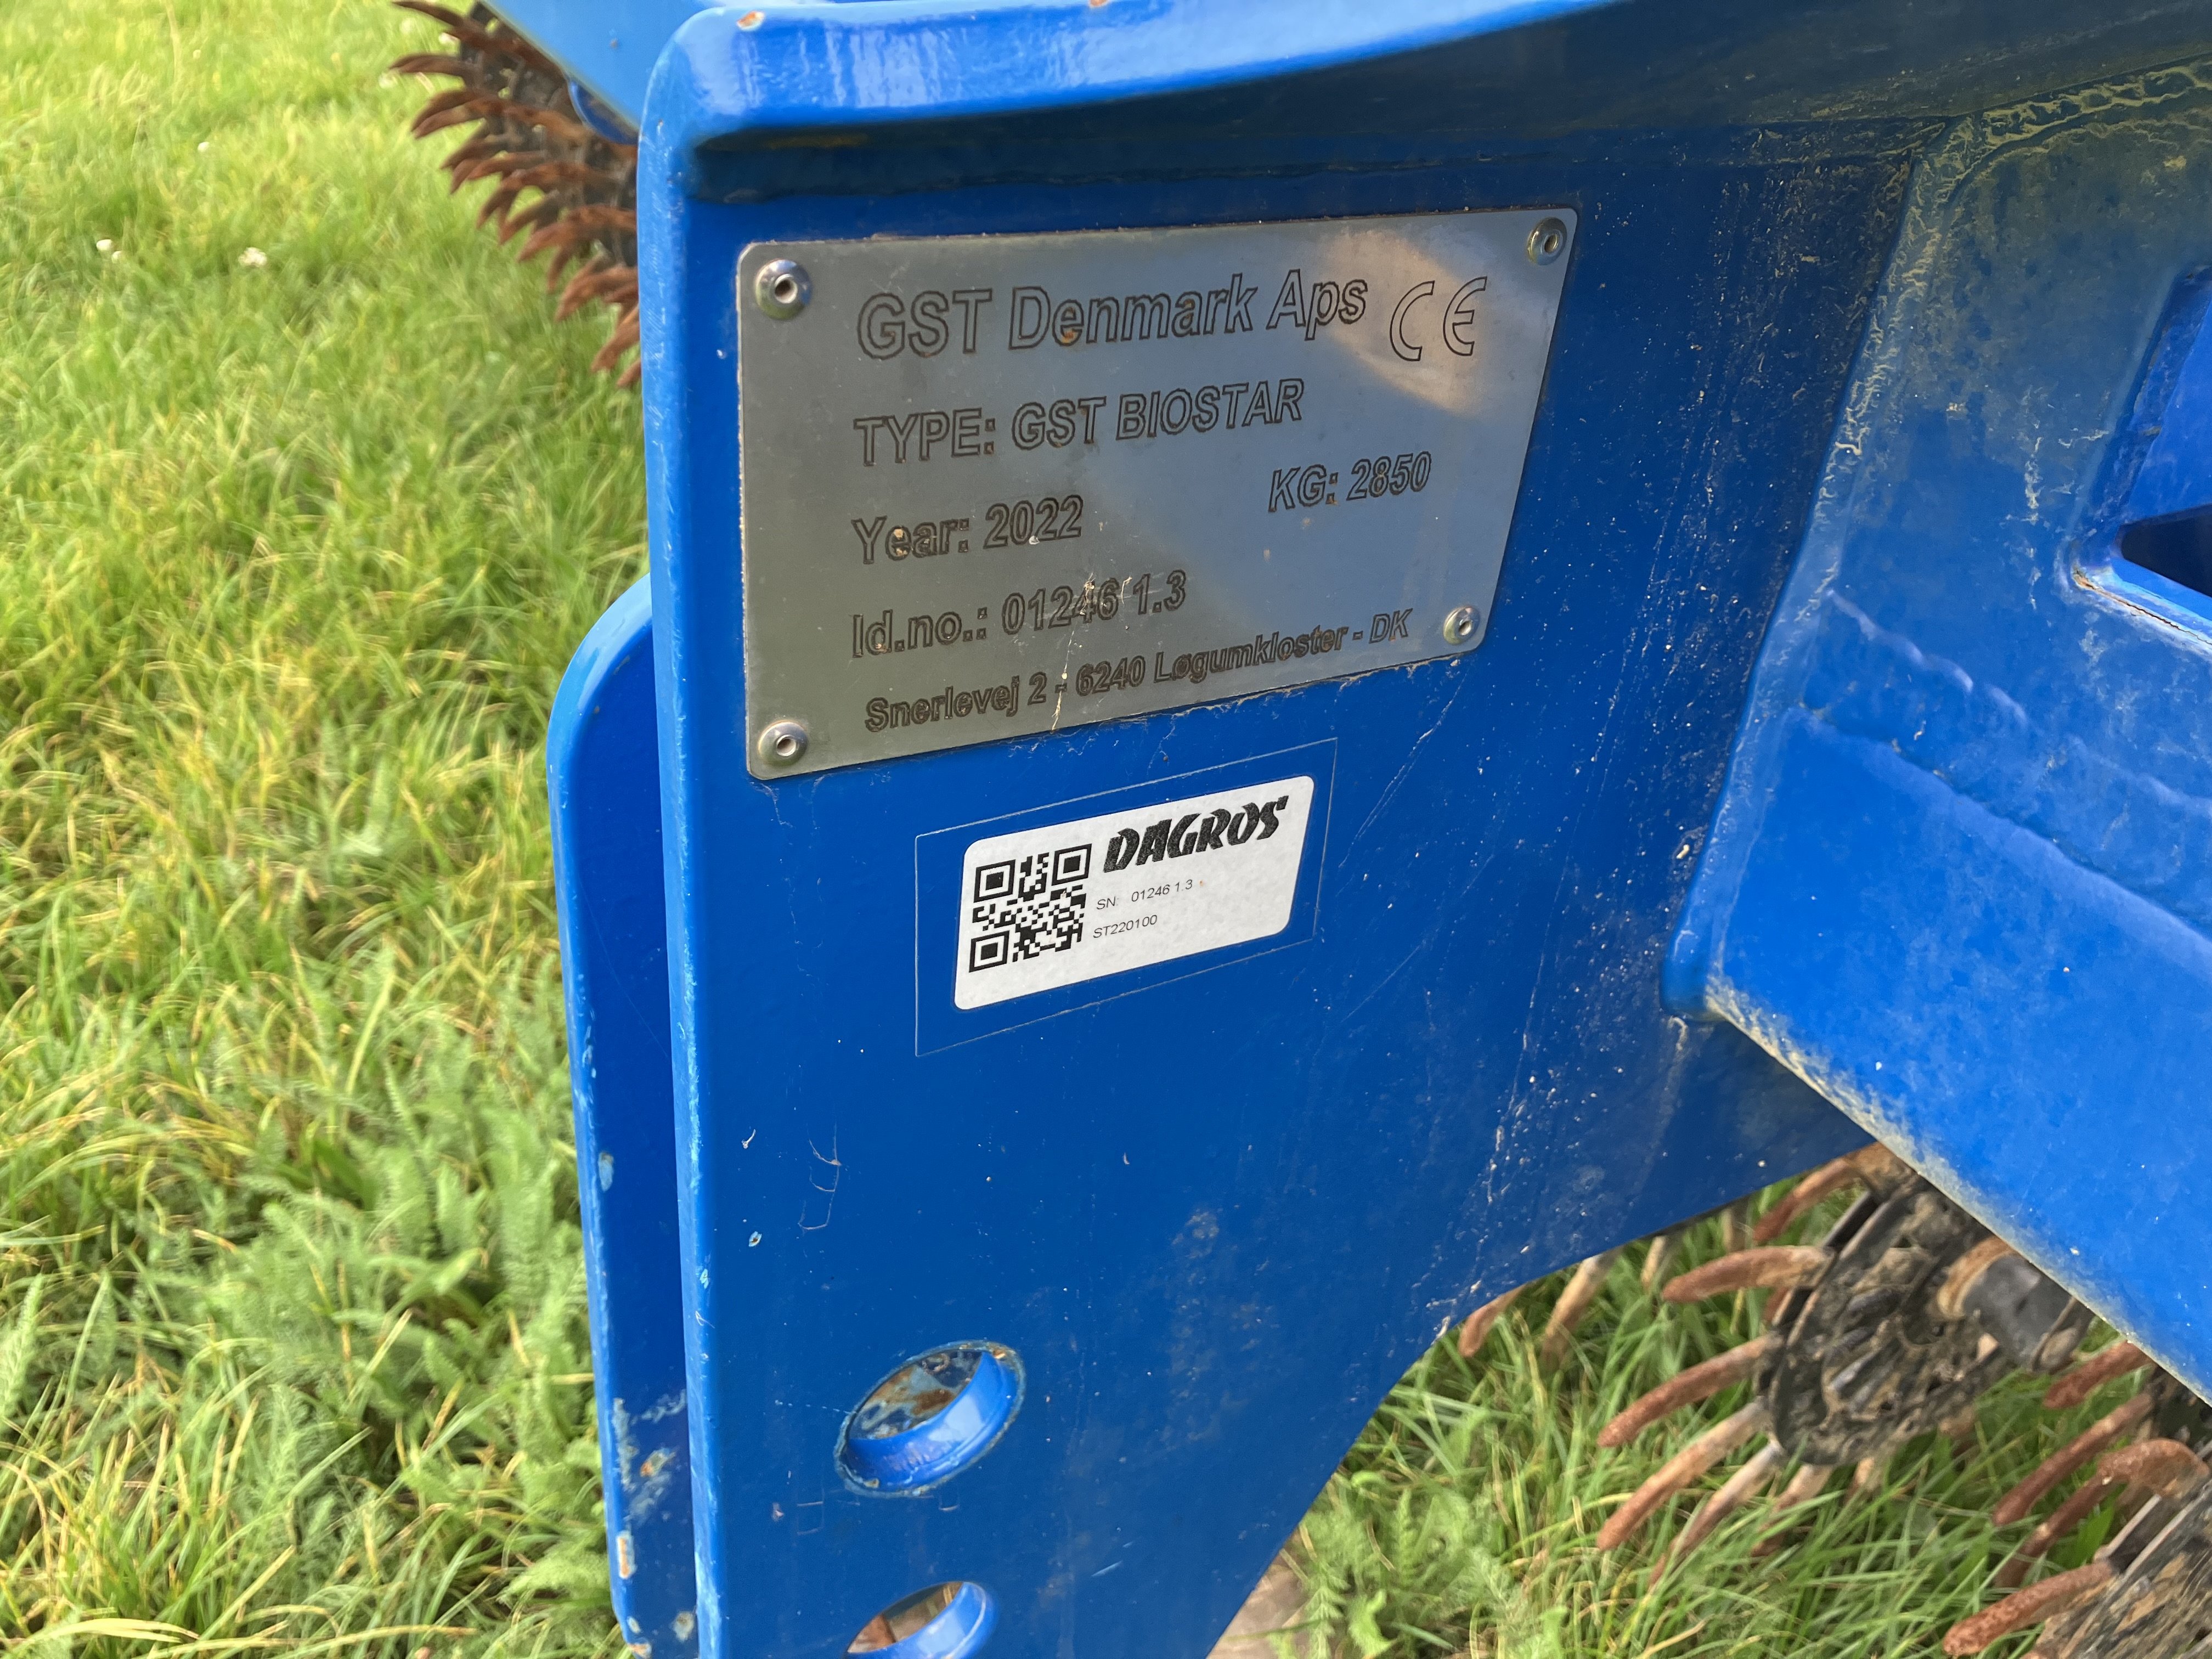 GST Denmark Aps CE
TYPE: GST BIOSTAR
Year: 2022 KG: 2850
Id.no.: 01246 1.3
Snerlevej 2 - 6240 Løgumkloster - DK
DAGROS
SN: 01246 1.3
ST220100